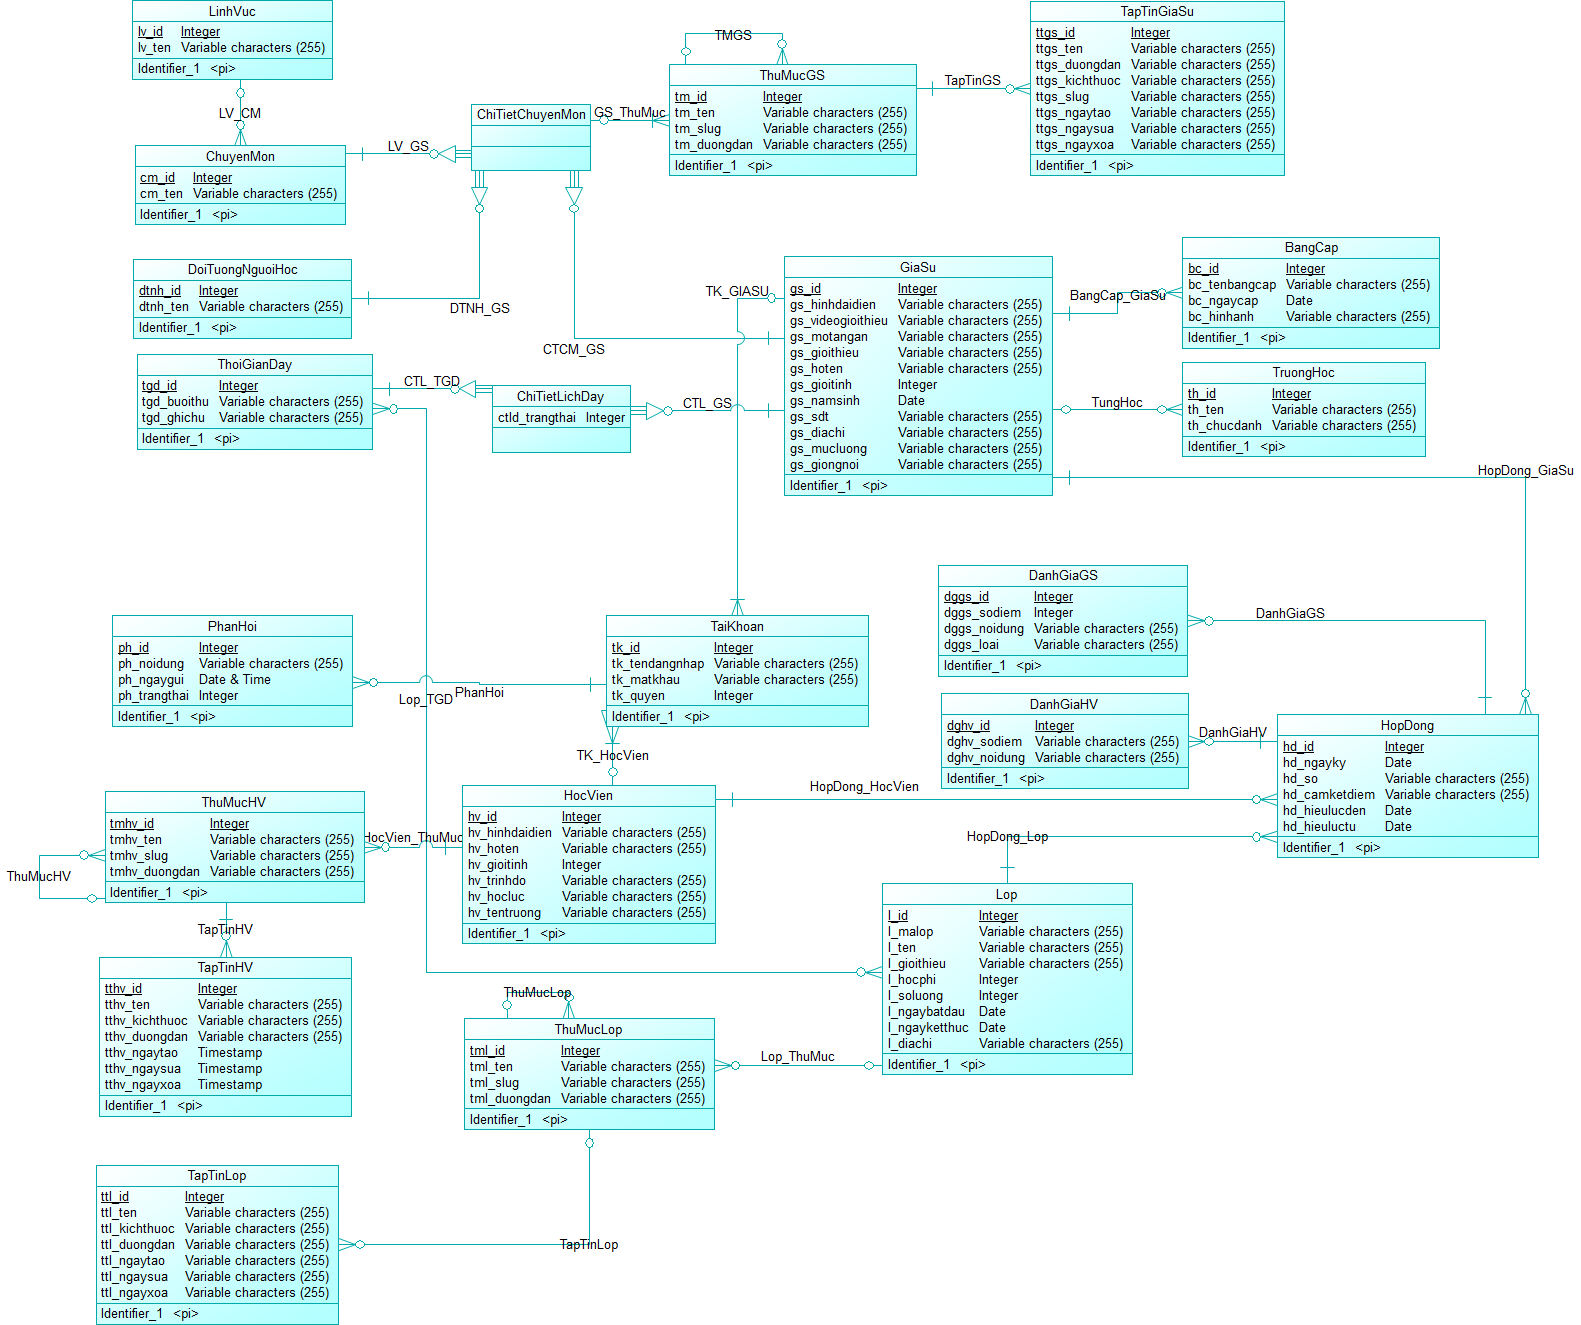 LinhVuc
lv_id Integer
lv_ten Variable characters (255)
Identifier_1 <pi>
LV_CM
ChuyenMon
cm_id Integer
cm_ten Variable characters (255)
Identifier_1 <pi>
LV_GS
ChiTietChuyenMon
GS_ThuMuc
TMGS
ThuMucGS
tm_id Integer
tm_ten Variable characters (255)
tm_slug Variable characters (255)
tm_duongdan Variable characters (255)
Identifier_1 <pi>
TapTinGS
TapTinGiaSu
ttgs_id Integer
ttgs_ten Variable characters (255)
ttgs_duongdan Variable characters (255)
ttgs_kichthuoc Variable characters (255)
ttgs_slug Variable characters (255)
ttgs_ngaytao Variable characters (255)
ttgs_ngaysua Variable characters (255)
ttgs_ngayxoa Variable characters (255)
Identifier_1 <pi>
DoiTuongNguoiHoc
dtnh_id Integer
dtnh_ten Variable characters (255)
Identifier_1 <pi>
DTNH_GS
CTCM_GS
ThoiGianDay
tgd_id Integer
tgd_buoithu Variable characters (255)
tgd_ghichu Variable characters (255)
Identifier_1 <pi>
CTL_TGD
ChiTietLichDay
ctld_trangthai Integer
CTL_GS
TK_GIASU
GiaSu
gs_id Integer
gs_hinhdaidien Variable characters (255)
gs_videogioithieu Variable characters (255)
gs_motangan Variable characters (255)
gs_gioithieu Variable characters (255)
gs_hoten Variable characters (255)
gs_gioitinh Integer
gs_namsinh Date
gs_sdt Variable characters (255)
gs_diachi Variable characters (255)
gs_mucluong Variable characters (255)
gs_giongnoi Variable characters (255)
Identifier_1 <pi>
BangCap_GiaSu
BangCap
bc_id Integer
bc_tenbangcap Variable characters (255)
bc_ngaycap Date
bc_hinhanh Variable characters (255)
Identifier_1 <pi>
TungHoc
TruongHoc
th_id Integer
th_ten Variable characters (255)
th_chucdanh Variable characters (255)
Identifier_1 <pi>
HopDong_GiaSu
DanhGiaGS
dggs_id Integer
dggs_sodiem Integer
dggs_noidung Variable characters (255)
dggs_loai Variable characters (255)
Identifier_1 <pi>
DanhGiaGS
PhanHoi
ph_id Integer
ph_noidung Variable characters (255)
ph_ngaygui Date & Time
ph_trangthai Integer
Identifier_1 <pi>
Lop_TGD
PhanHoi
TaiKhoan
tk_id Integer
tk_tendangnhap Variable characters (255)
tk_matkhau Variable characters (255)
tk_quyen Integer
Identifier_1 <pi>
TK_HocVien
DanhGiaHV
dghv_id Integer
dghv_sodiem Variable characters (255)
dghv_noidung Variable characters (255)
Identifier_1 <pi>
DanhGiaHV
HopDong
hd_id Integer
hd_ngayky Date
hd_so Variable characters (255)
hd_camketdiem Variable characters (255)
hd_hieulucden Date
hd_hieuluctu Date
Identifier_1 <pi>
HopDong_HocVien
HopDong_Lop
ThuMucHV
tmhv_id Integer
tmhv_ten Variable characters (255)
tmhv_slug Variable characters (255)
tmhv_duongdan Variable characters (255)
Identifier_1 <pi>
ThuMucHV
HocVien_ThuMuc
HocVien
hv_id Integer
hv_hinhdaidien Variable characters (255)
hv_hoten Variable characters (255)
hv_gioitinh Integer
hv_trinhdo Variable characters (255)
hv_hocluc Variable characters (255)
hv_tentruong Variable characters (255)
Identifier_1 <pi>
Lop
l_id Integer
l_malop Variable characters (255)
l_ten Variable characters (255)
l_gioithieu Variable characters (255)
l_hocphi Integer
l_soluong Integer
l_ngaybatdau Date
l_ngayketthuc Date
l_diachi Variable characters (255)
Identifier_1 <pi>
TapTinHV
TapTinHV
tthv_id Integer
tthv_ten Variable characters (255)
tthv_kichthuoc Variable characters (255)
tthv_duongdan Variable characters (255)
tthv_ngaytao Timestamp
tthv_ngaysua Timestamp
tthv_ngayxoa Timestamp
Identifier_1 <pi>
ThuMucLop
ThuMucLop
tml_id Integer
tml_ten Variable characters (255)
tml_slug Variable characters (255)
tml_duongdan Variable characters (255)
Identifier_1 <pi>
Lop_ThuMuc
TapTinLop
ttl_id Integer
ttl_ten Variable characters (255)
ttl_kichthuoc Variable characters (255)
ttl_duongdan Variable characters (255)
ttl_ngaytao Variable characters (255)
ttl_ngaysua Variable characters (255)
ttl_ngayxoa Variable characters (255)
Identifier_1 <pi>
TapTinLop